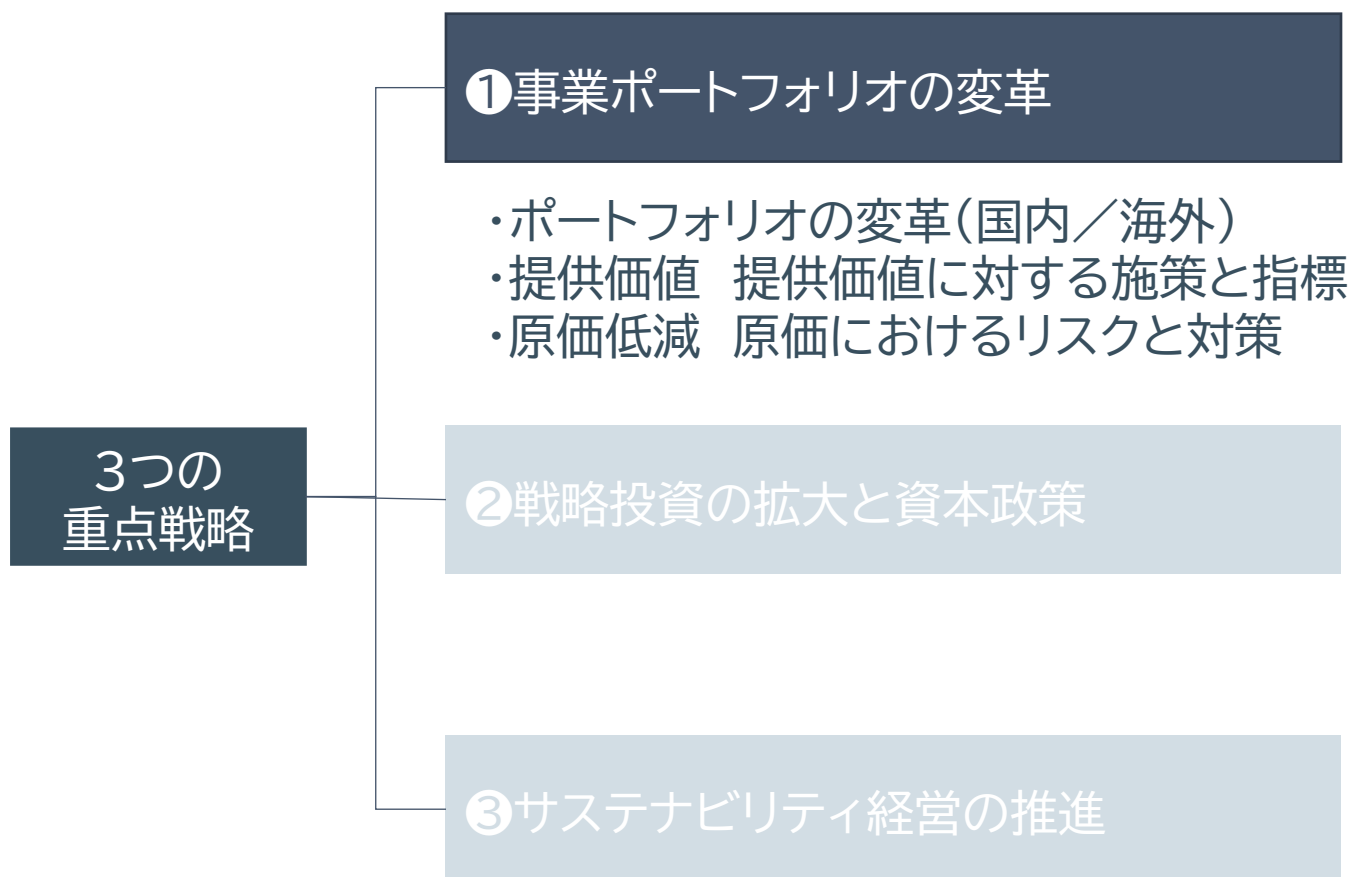 ❶事業ポートフォリオの変革
・ポートフォリオの変革（国内／海外）
・提供価値　提供価値に対する施策と指標
・原価低減　原価におけるリスクと対策
３つの
重点戦略
❷戦略投資の拡大と資本政策
❸サステナビリティ経営の推進